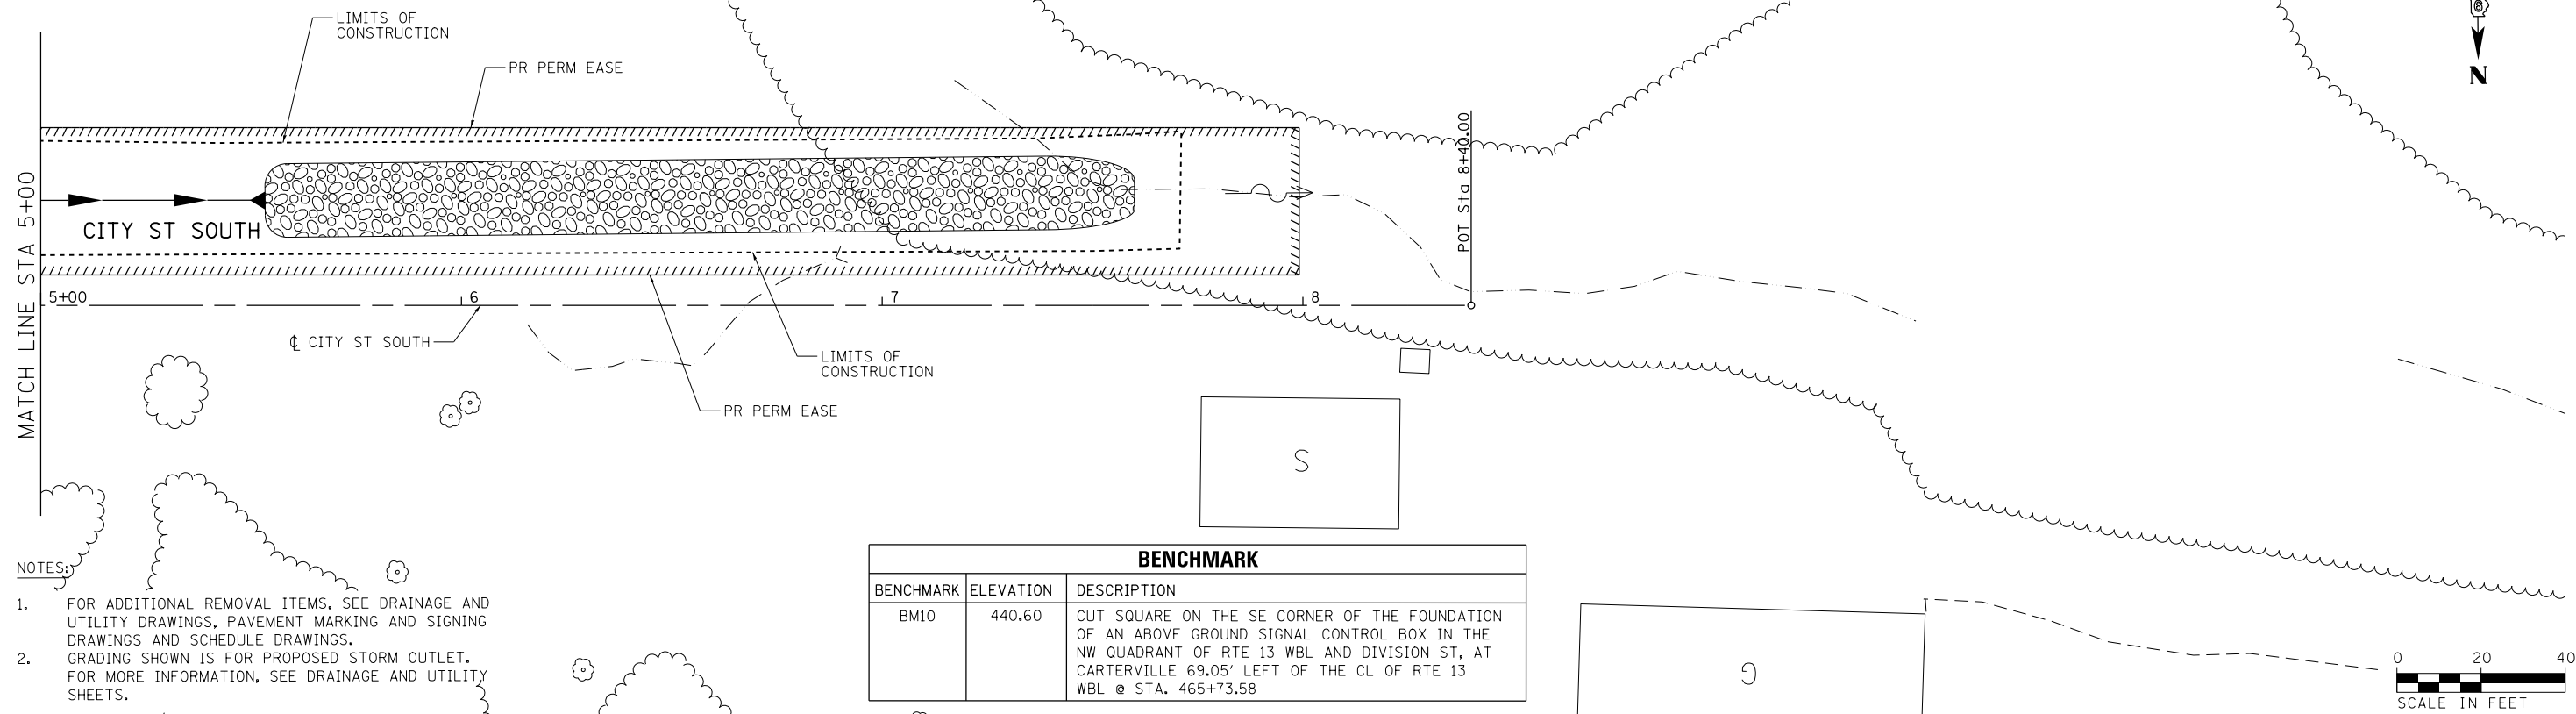 LIMITS OF
CONSTRUCTION
PR PERM EASE
6
N
MATCH LINE STA 5+00
CITY ST SOUTH
POT Sta 8+40.00
5+00
6
7
8
℄ CITY ST SOUTH
LIMITS OF
CONSTRUCTION
PR PERM EASE
S
G
NOTES:
1. FOR ADDITIONAL REMOVAL ITEMS, SEE DRAINAGE AND
UTILITY DRAWINGS, PAVEMENT MARKING AND SIGNING
DRAWINGS AND SCHEDULE DRAWINGS.
2. GRADING SHOWN IS FOR PROPOSED STORM OUTLET.
FOR MORE INFORMATION, SEE DRAINAGE AND UTILITY
SHEETS.
BENCHMARK
BENCHMARK ELEVATION DESCRIPTION
BM10 440.60 CUT SQUARE ON THE SE CORNER OF THE FOUNDATION
OF AN ABOVE GROUND SIGNAL CONTROL BOX IN THE
NW QUADRANT OF RTE 13 WBL AND DIVISION ST, AT
CARTERVILLE 69.05' LEFT OF THE CL OF RTE 13
WBL @ STA. 465+73.58
0 20 40
SCALE IN FEET